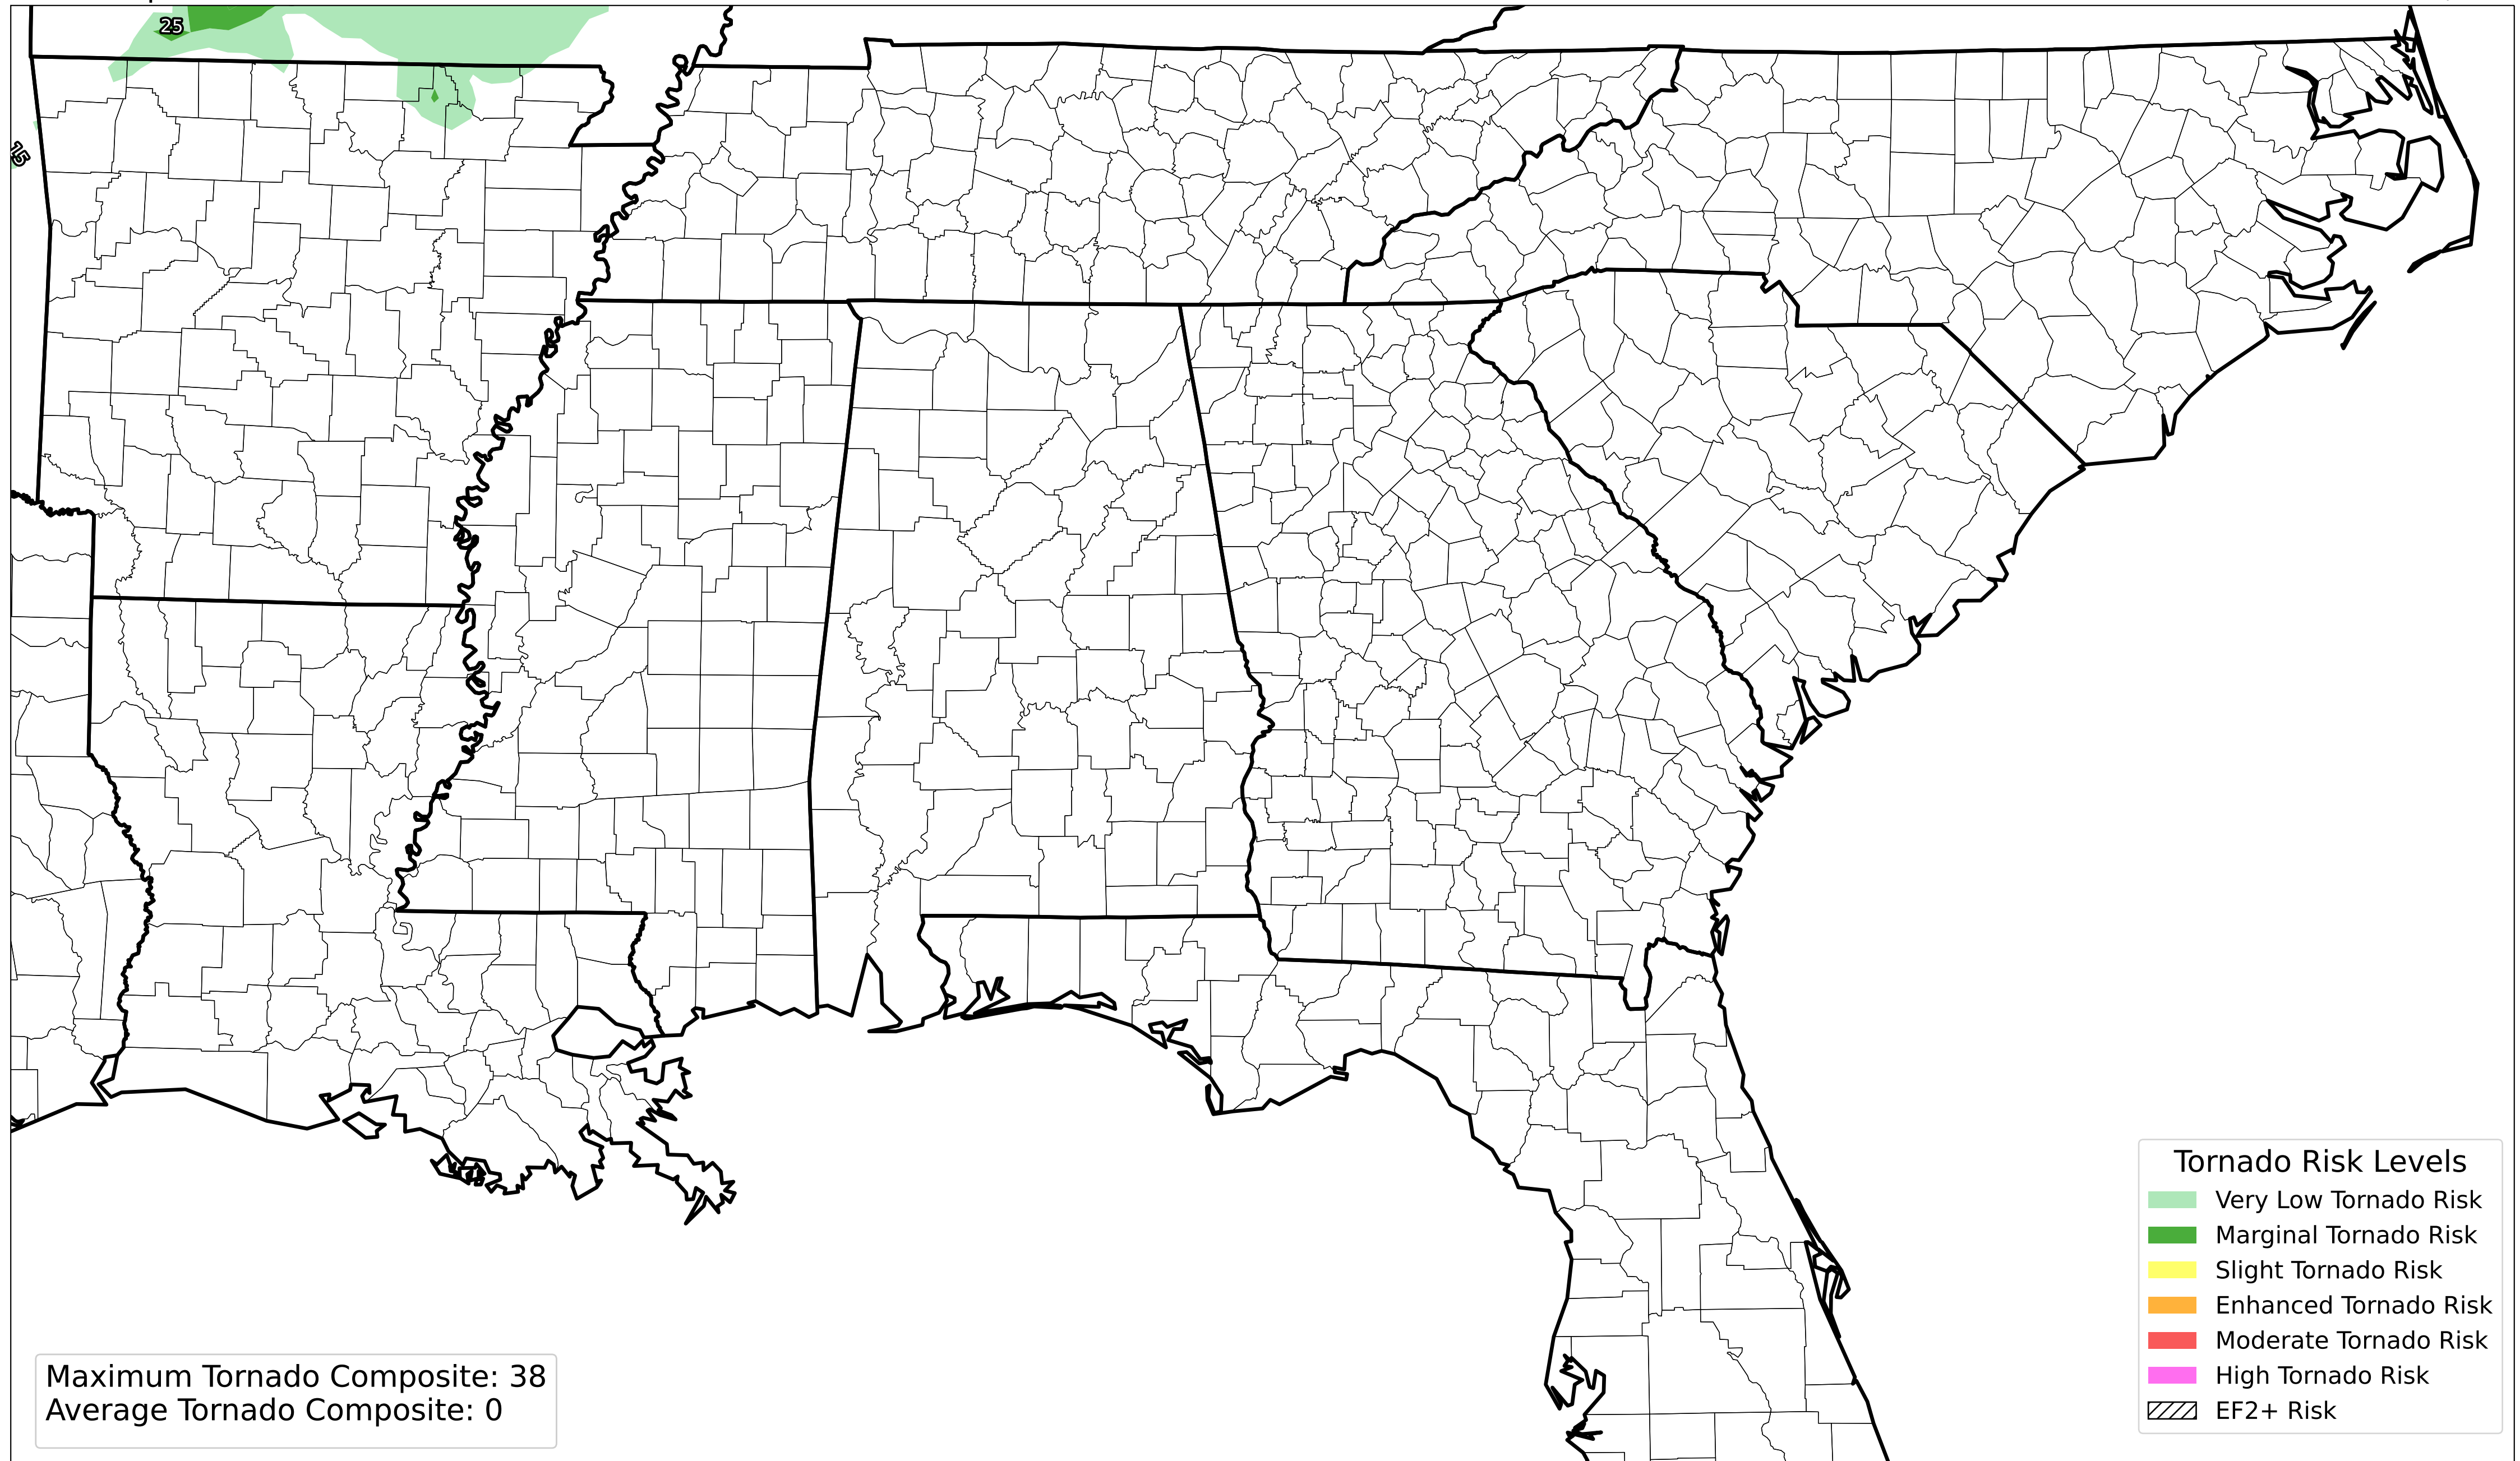 25
15
Tornado Risk Levels
Very Low Tornado Risk
Marginal Tornado Risk
Slight Tornado Risk
Enhanced Tornado Risk
Moderate Tornado Risk
High Tornado Risk
EF2+ Risk
Maximum Tornado Composite: 38
Average Tornado Composite: 0